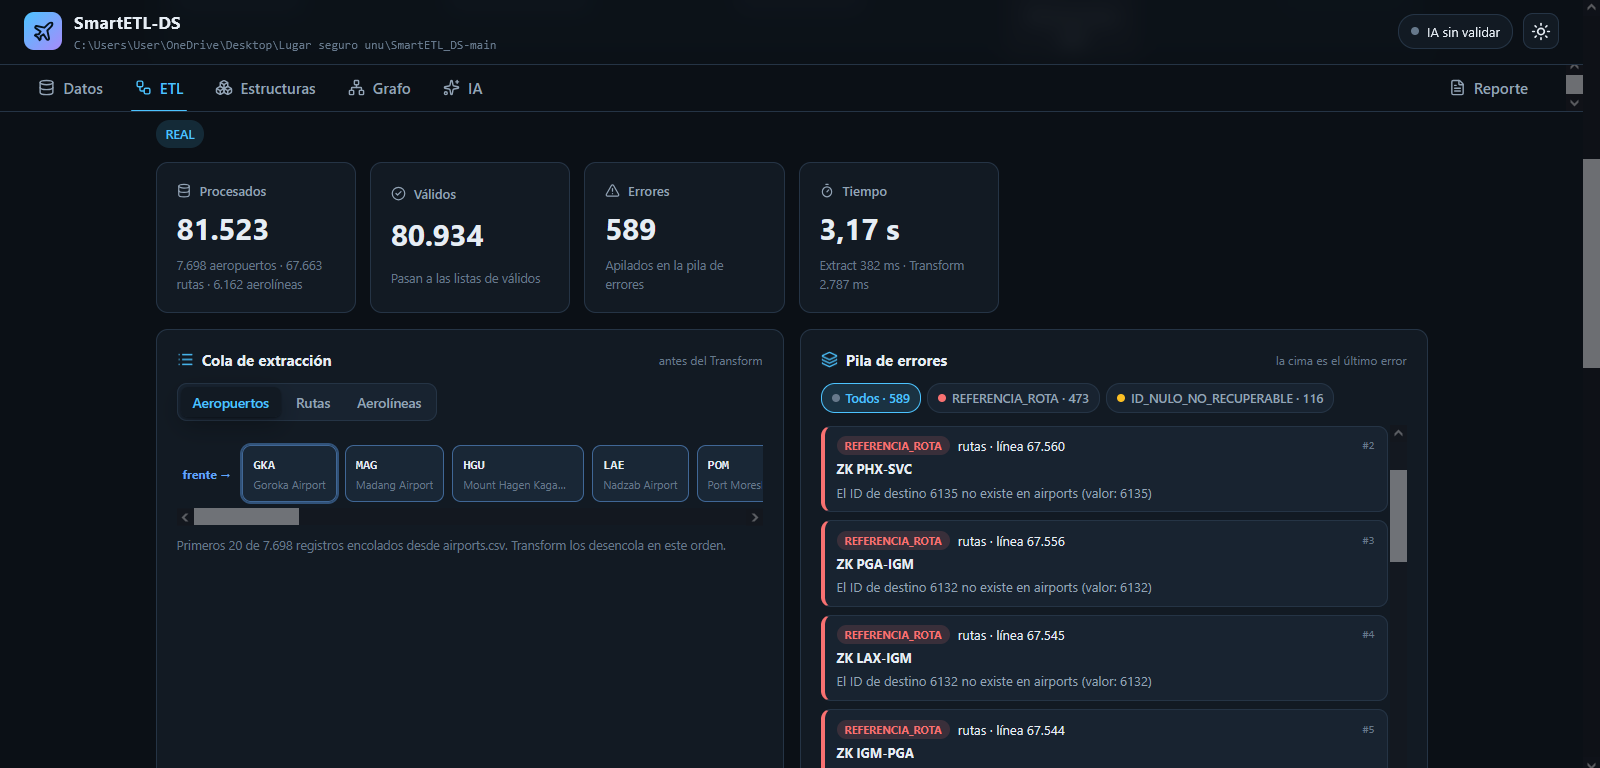 SmartETL-DS
C:\Users\User\OneDrive\Desktop\Lugar seguro unu\SmartETL_DS-main
IA sin validar
Datos
ETL
Estructuras
Grafo
IA
Reporte
REAL
Procesados
81.523
7.698 aeropuertos · 67.663
rutas · 6.162 aerolíneas
Válidos
80.934
Pasan a las listas de válidos
Errores
589
Apilados en la pila de
errores
Tiempo
3,17 s
Extract 382 ms · Transform
2.787 ms
Cola de extracción
antes del Transform
Aeropuertos
Rutas
Aerolíneas
frente →
GKA
Goroka Airport
MAG
Madang Airport
HGU
Mount Hagen Kaga...
LAE
Nadzab Airport
POM
Port Mores
Primeros 20 de 7.698 registros encolados desde airports.csv. Transform los desencola en este orden.
Pila de errores
la cima es el último error
Todos · 589
REFERENCIA_ROTA · 473
ID_NULO_NO_RECUPERABLE · 116
REFERENCIA_ROTA rutas · línea 67.560 #2
ZK PHX-SVC
El ID de destino 6135 no existe en airports (valor: 6135)
REFERENCIA_ROTA rutas · línea 67.556 #3
ZK PGA-IGM
El ID de destino 6132 no existe en airports (valor: 6132)
REFERENCIA_ROTA rutas · línea 67.545 #4
ZK LAX-IGM
El ID de destino 6132 no existe en airports (valor: 6132)
REFERENCIA_ROTA rutas · línea 67.544 #5
ZK IGM-PGA